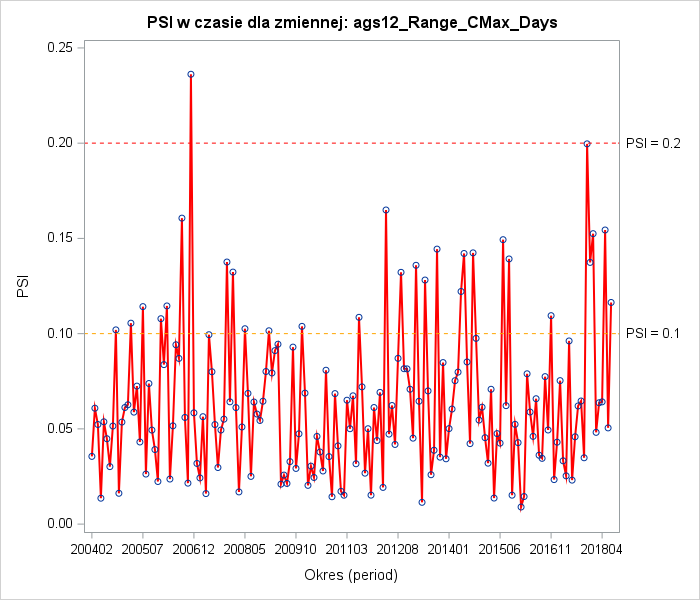 PSI w czasie dla zmiennej: ags12_Range_CMax_Days
0.25
0.20
0.15
0.10
0.05
0.00
PSI
PSI = 0.2
PSI = 0.1
200402 200507 200612 200805 200910 201103 201208 201401 201506 201611 201804
Okres (period)